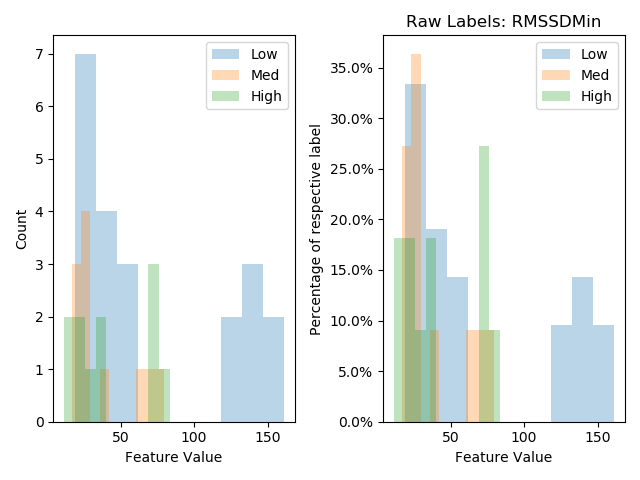 Raw Labels: RMSSDMin
7
6
5
4
3
2
1
0
Count
50
100
150
Feature Value
Low
Med
High
35.0%
30.0%
25.0%
20.0%
15.0%
10.0%
5.0%
0.0%
Percentage of respective label
50
100
150
Feature Value
Low
Med
High